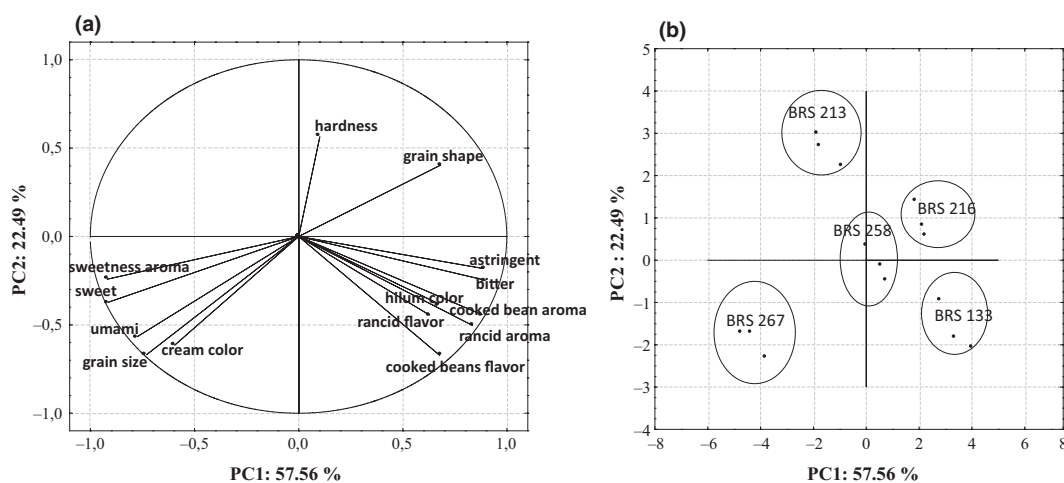 (a)
1,0
0,5
0,0
−0,5
−1,0
PC2: 22.49 %
hardness
grain shape
sweetness aroma
sweet
umami
grain size
cream color
astringent
bitter
hilum color
cooked bean aroma
rancid flavor
rancid aroma
cooked beans flavor
−1,0 −0,5 0,0 0,5 1,0
PC1: 57.56 %
(b)
5
4
3
2
1
0
−1
−2
−3
−4
PC2 : 22.49 %
BRS 213
BRS 216
BRS 258
BRS 267
BRS 133
−8 −6 −4 −2 0 2 4 6 8
PC1: 57.56 %